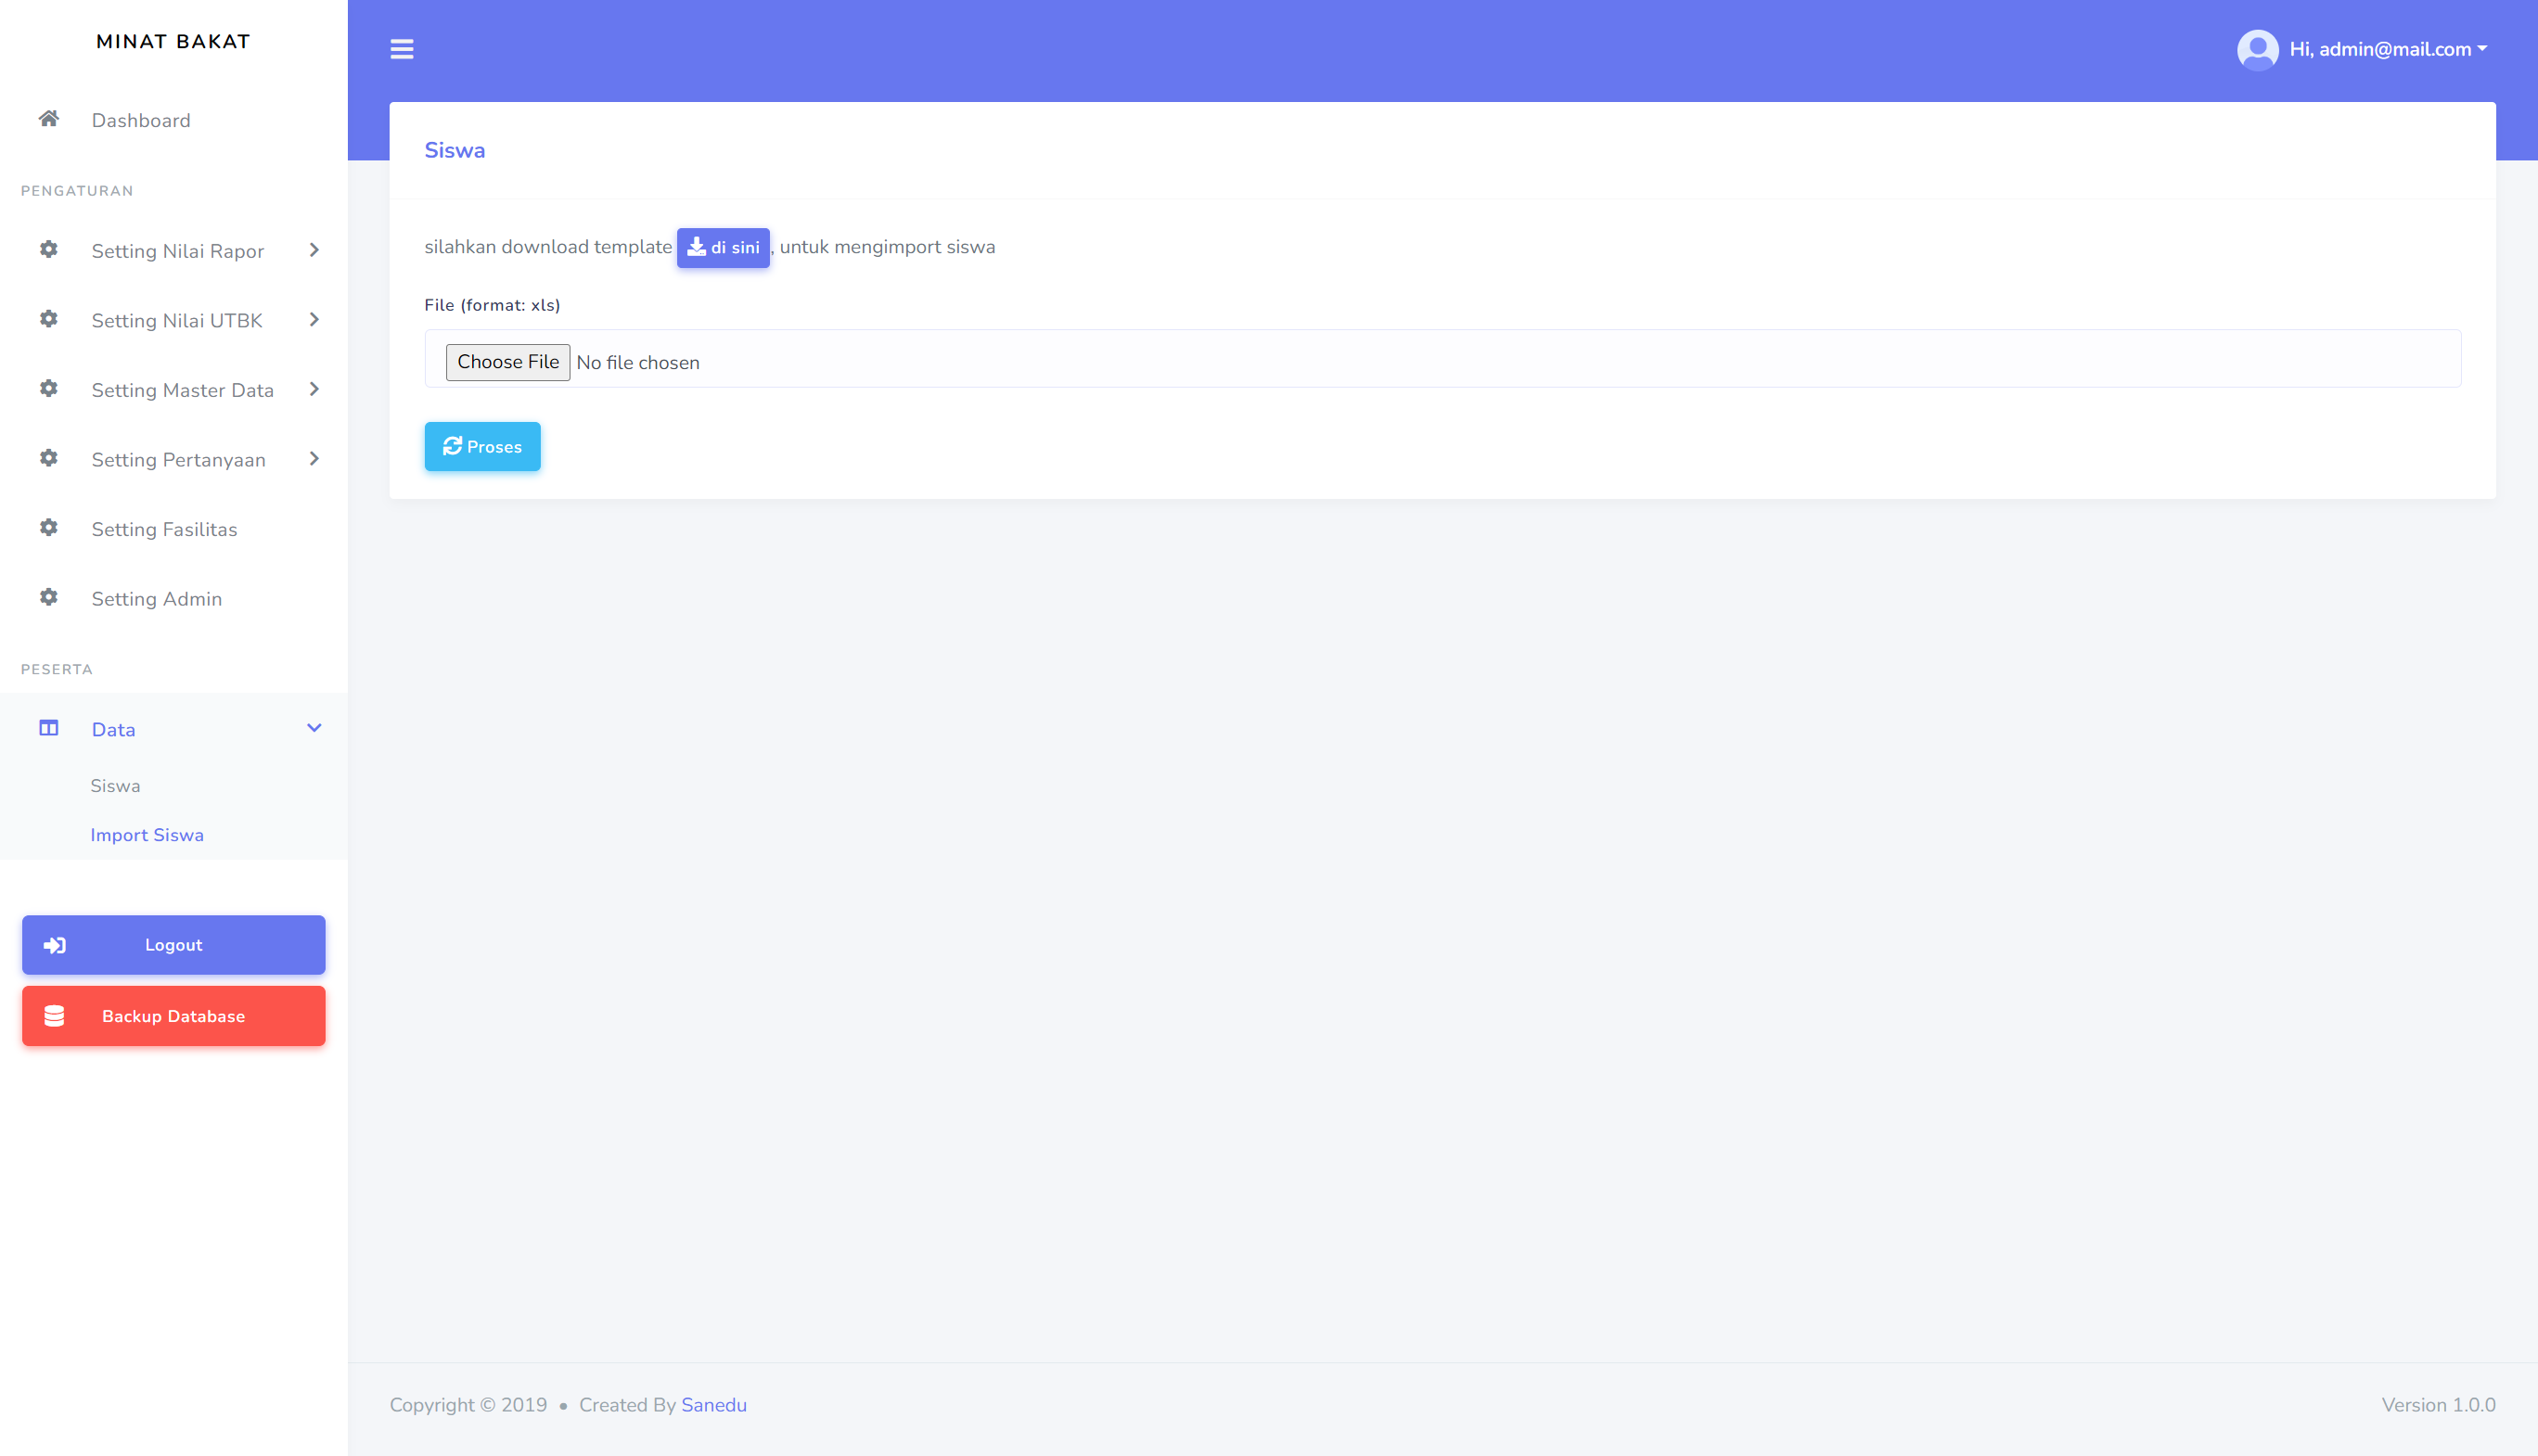 MINAT BAKAT
Dashboard
PENGATURAN
Setting Nilai Rapor
Setting Nilai UTBK
Setting Master Data
Setting Pertanyaan
Setting Fasilitas
Setting Admin
PESERTA
Data
Siswa
Import Siswa
Logout
Backup Database
Hi, admin@mail.com
Siswa
silahkan download template di sini, untuk mengimport siswa
File (format: xls)
Choose File No file chosen
Proses
Copyright © 2019 • Created By Sanedu
Version 1.0.0